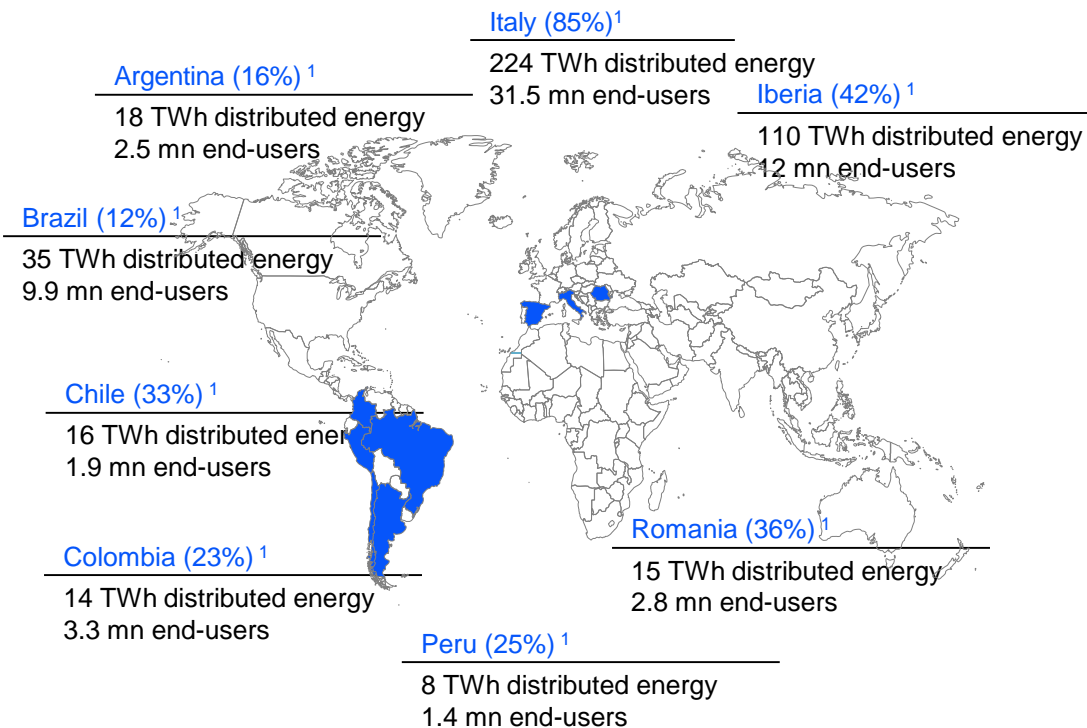 Italy (85%)1
224 TWh distributed energy
31.5 mn end-users
Argentina (16%) 1
18 TWh distributed energy
2.5 mn end-users
Iberia (42%) 1
110 TWh distributed energy
12 mn end-users
Brazil (12%) 1
35 TWh distributed energy
9.9 mn end-users
Chile (33%) 1
16 TWh distributed ener
1.9 mn end-users
Colombia (23%) 1
14 TWh distributed energy
3.3 mn end-users
Romania (36%) 1
15 TWh distributed energy
2.8 mn end-users
Peru (25%) 1
8 TWh distributed energy
1.4 mn end-users